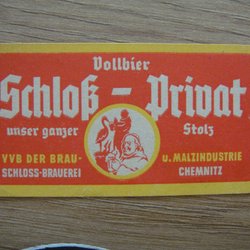 Vollbier
Schloß - Privat
unser ganzer Stolz
VVB DER BRAU- u. MALZINDUSTRIE
SCHLOSS-BRAUEREI CHEMNITZ